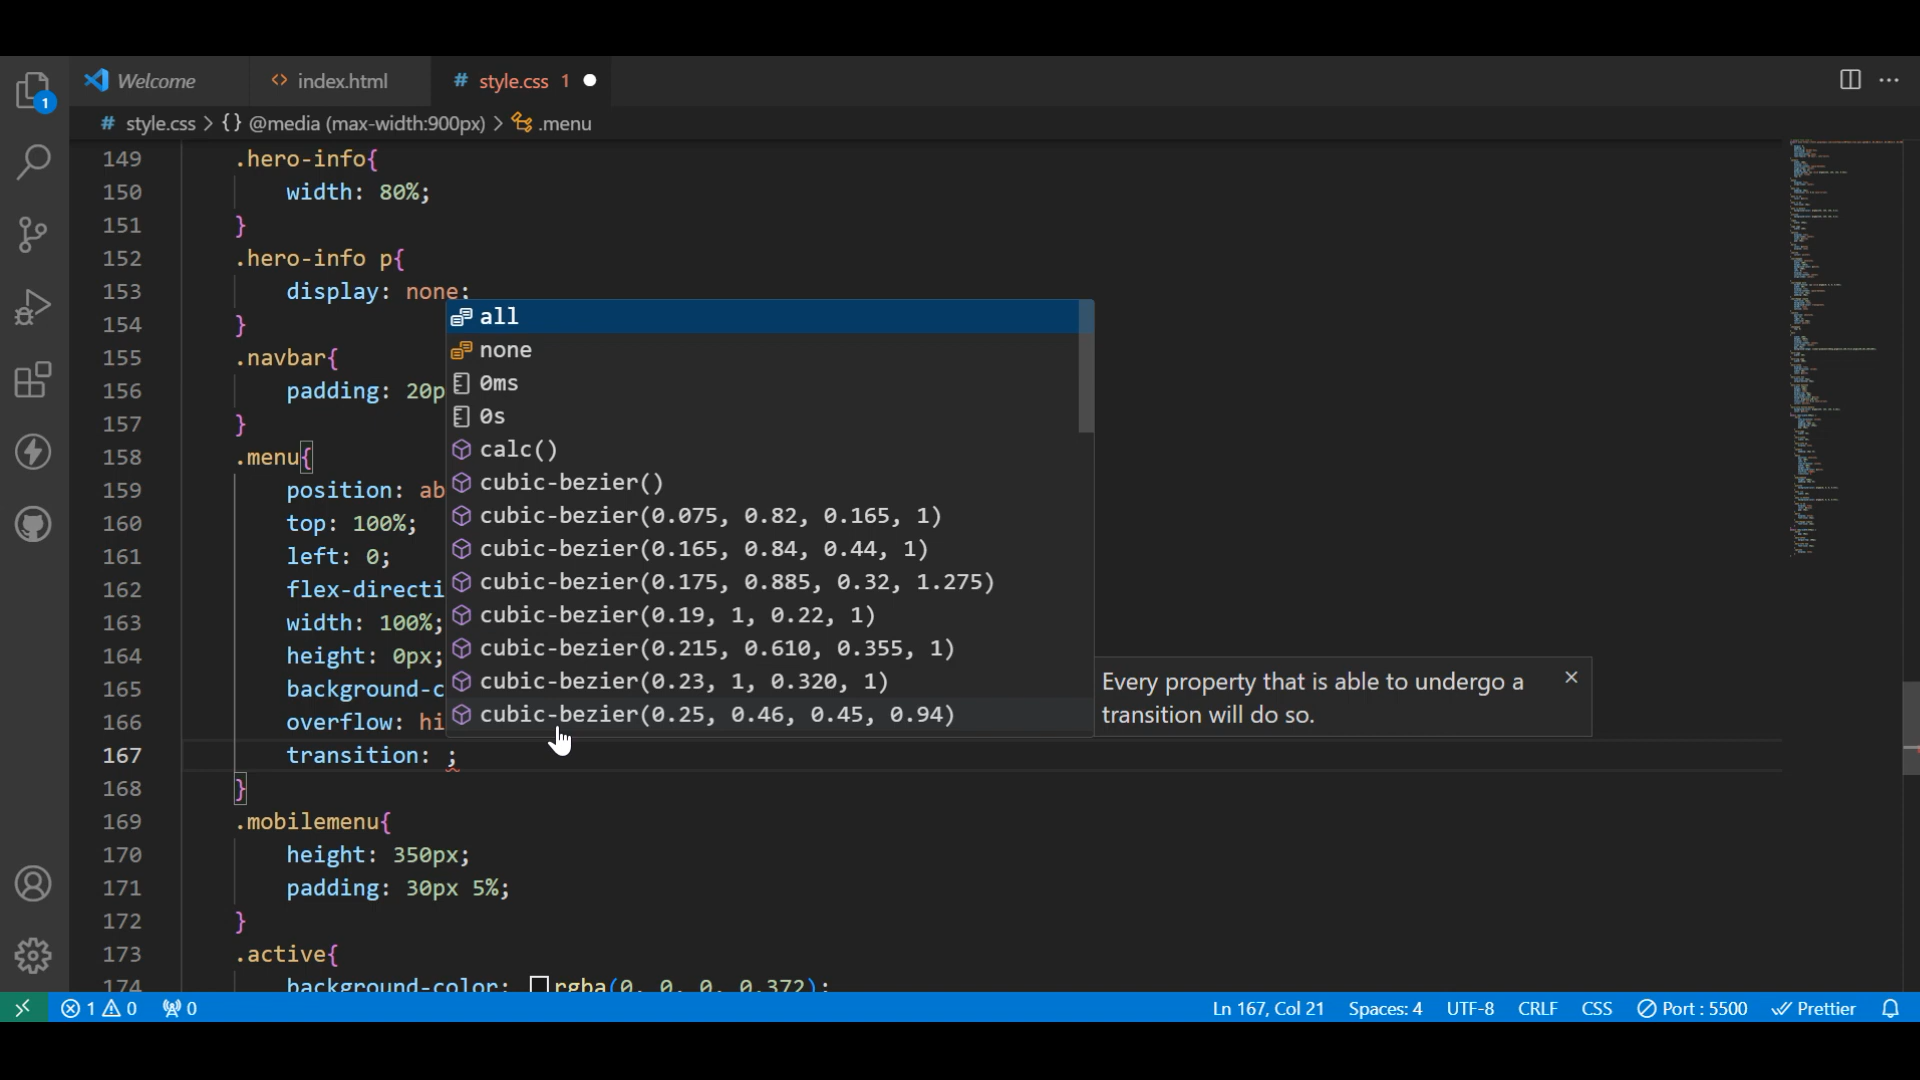 Welcome
index.html
style.css 1
1
# style.css > {} @media (max-width:900px) > .menu
149 .hero-info{
150 width: 80%;
151 }
152 .hero-info p{
153 display: none;
154 }
155 .navbar{
156 padding: 20p
157 }
158 .menu{
159 position: ab
160 top: 100%;
161 left: 0;
162 flex-directi
163 width: 100%;
164 height: 0px;
165 background-c
166 overflow: hi
167 transition: ;
168 }
169 .mobilemenu{
170 height: 350px;
171 padding: 30px 5%;
172 }
173 .active{
174 background-color: rgba(0, 0, 0, 0.372);
all
none
0ms
0s
calc()
cubic-bezier()
cubic-bezier(0.075, 0.82, 0.165, 1)
cubic-bezier(0.165, 0.84, 0.44, 1)
cubic-bezier(0.175, 0.885, 0.32, 1.275)
cubic-bezier(0.19, 1, 0.22, 1)
cubic-bezier(0.215, 0.610, 0.355, 1)
cubic-bezier(0.23, 1, 0.320, 1)
cubic-bezier(0.25, 0.46, 0.45, 0.94)
Every property that is able to undergo a
transition will do so.
1 0 0 Ln 167, Col 21 Spaces: 4 UTF-8 CRLF CSS Port : 5500 Prettier